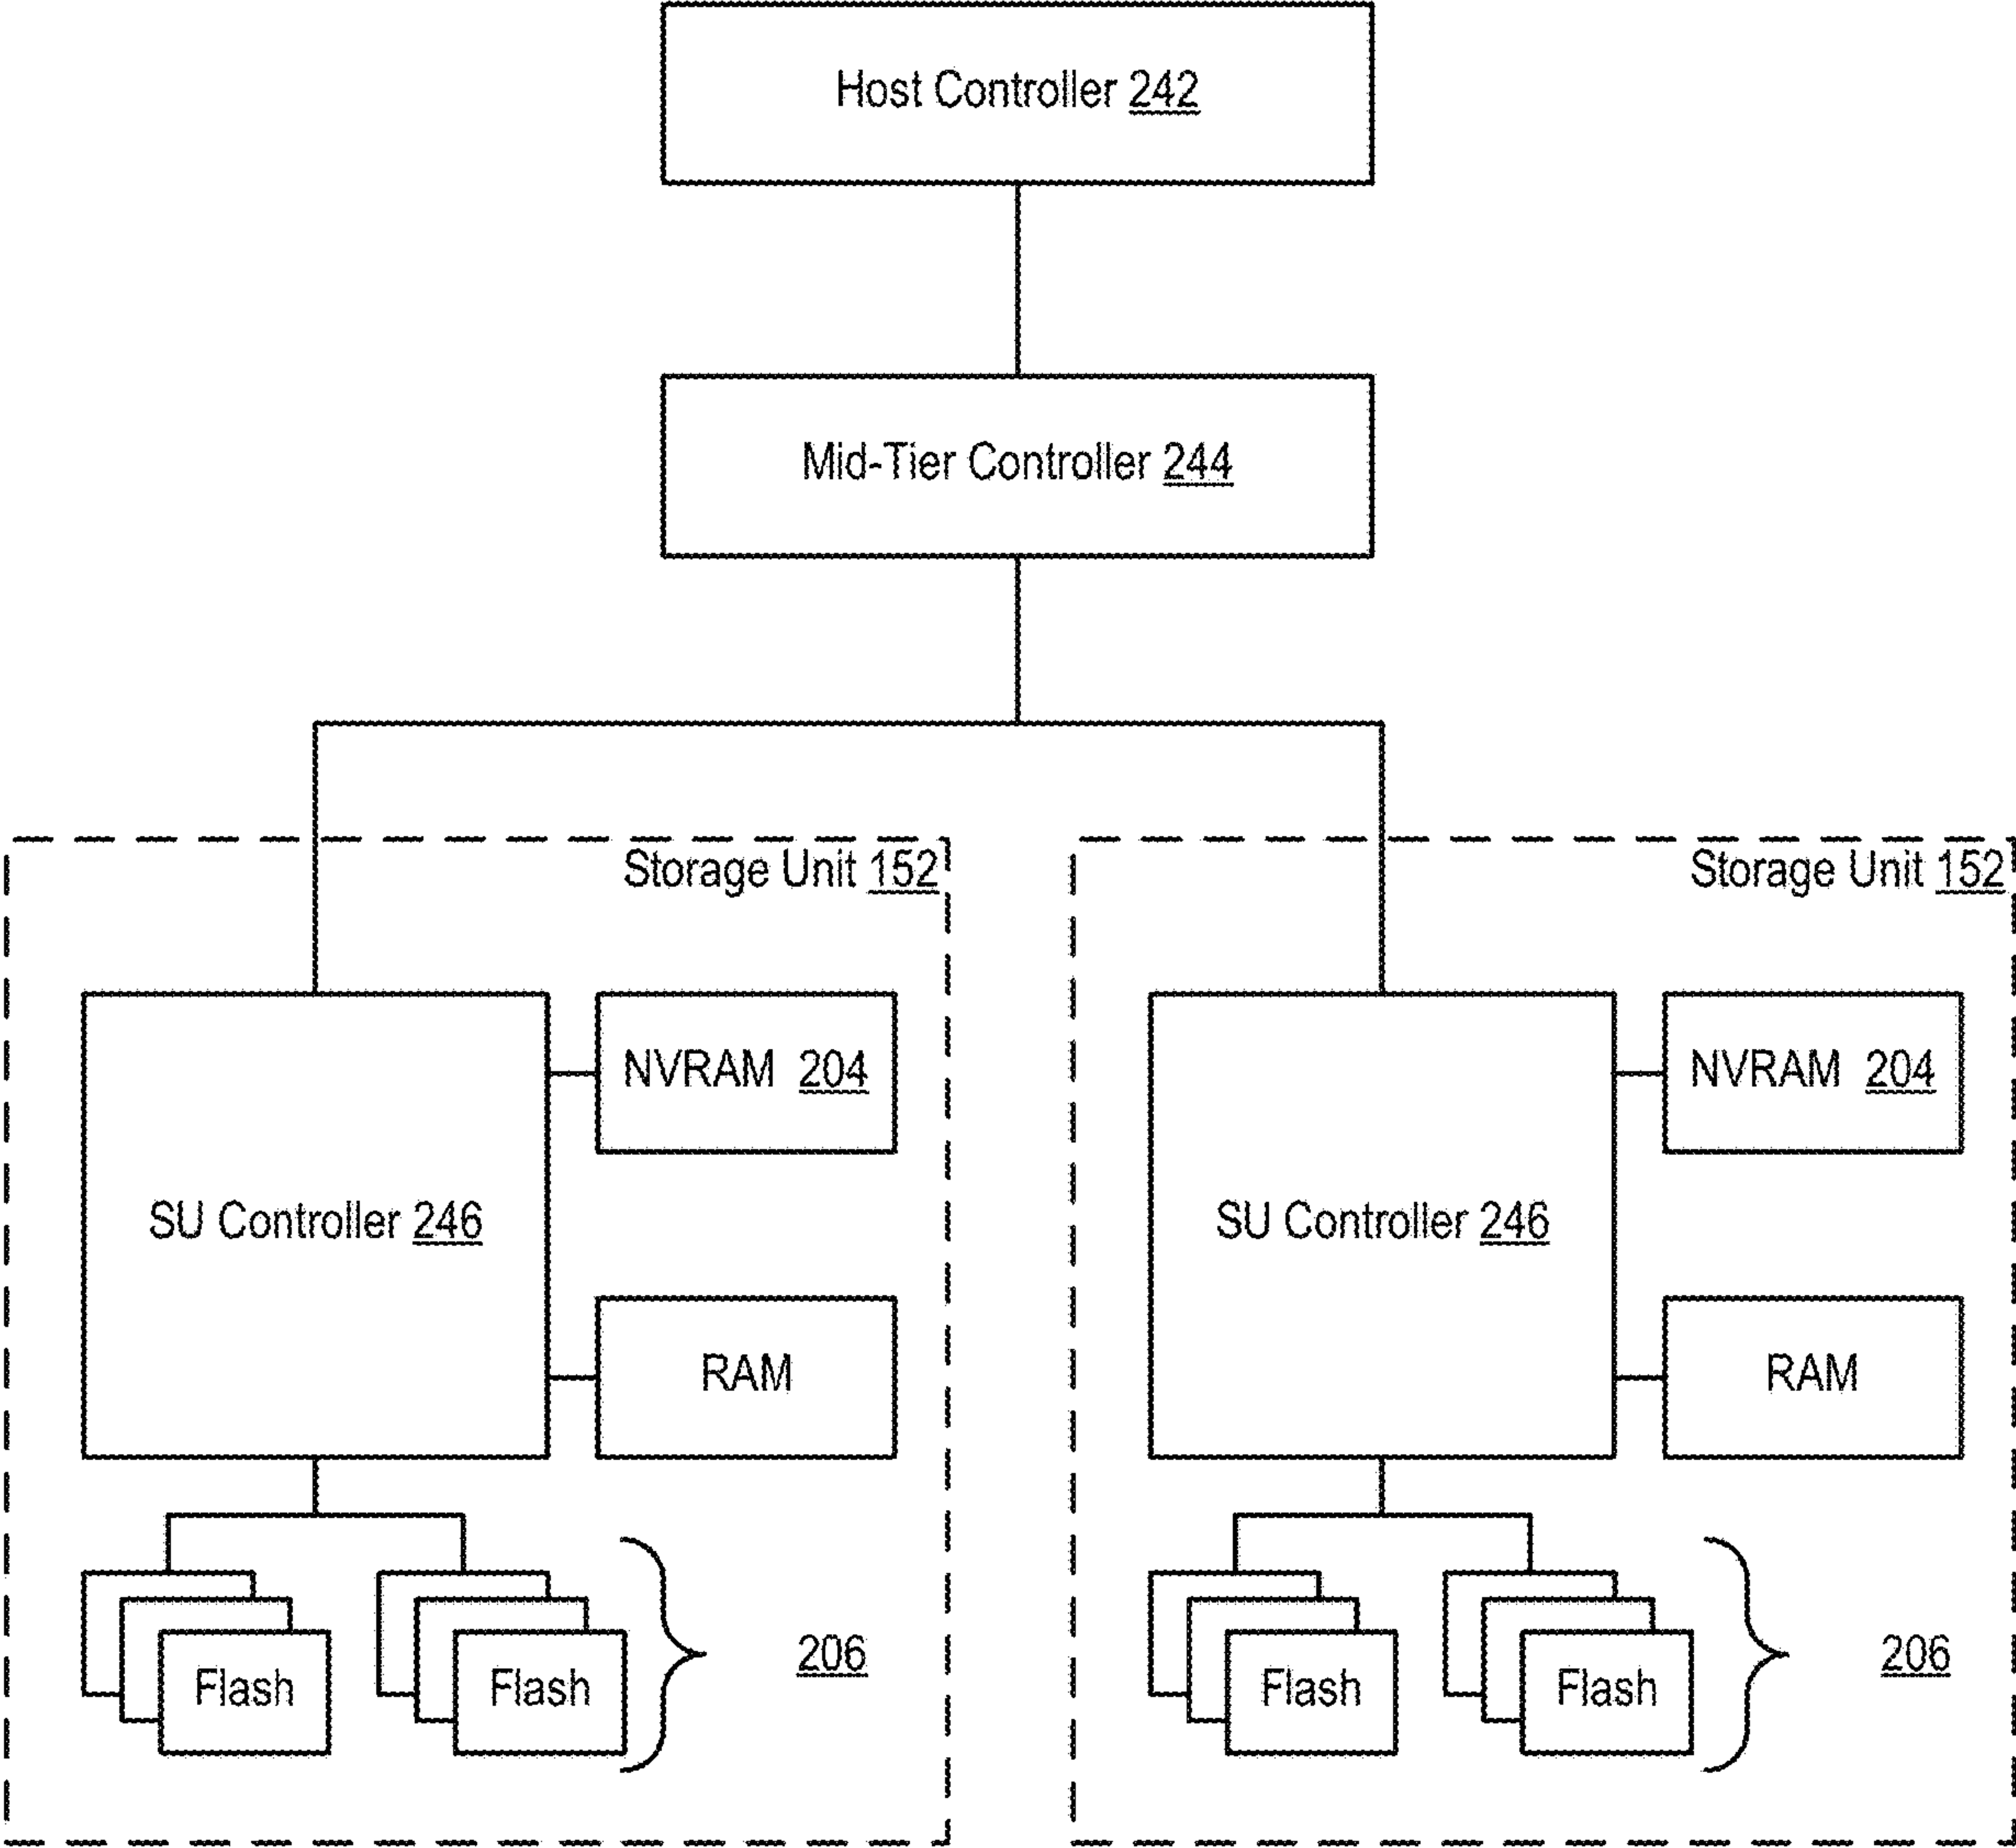 Host Controller 242
Mid-Tier Controller 244
Storage Unit 152
NVRAM 204
SU Controller 246
RAM
Flash
Flash
206
Storage Unit 152
NVRAM 204
SU Controller 246
RAM
Flash
Flash
206